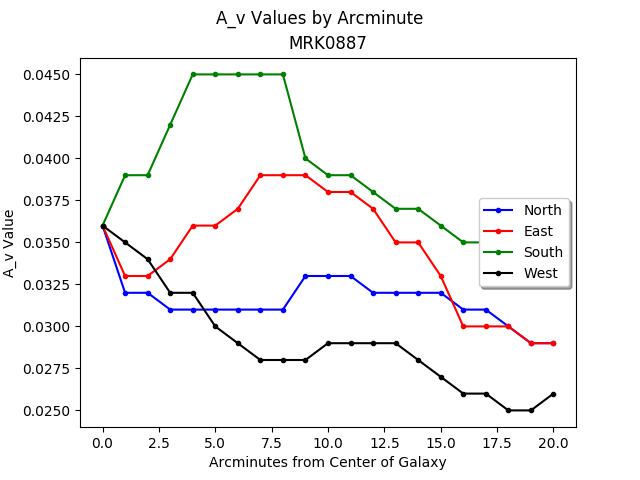 A_v Values by Arcminute
MRK0887
0.0450
0.0425
0.0400
0.0375
0.0350
0.0325
0.0300
0.0275
0.0250
A_v Value
North
East
South
West
0.0 2.5 5.0 7.5 10.0 12.5 15.0 17.5 20.0
Arcminutes from Center of Galaxy